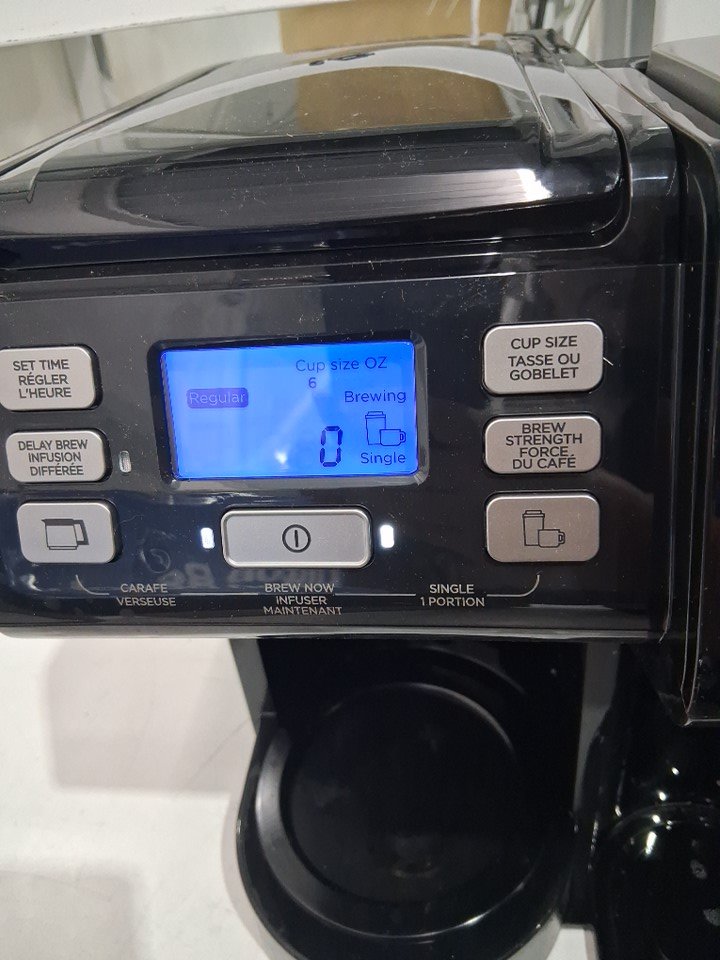 SET TIME
RÉGLER
L'HEURE
DELAY BREW
INFUSION
DIFFÉRÉE
Cup size OZ
6
Regular
Brewing
0
Single
CUP SIZE
TASSE OU
GOBELET
BREW
STRENGTH
FORCE
DU CAFÉ
CARAFE
VERSEUSE
BREW NOW
INFUSER
MAINTENANT
SINGLE
1 PORTION